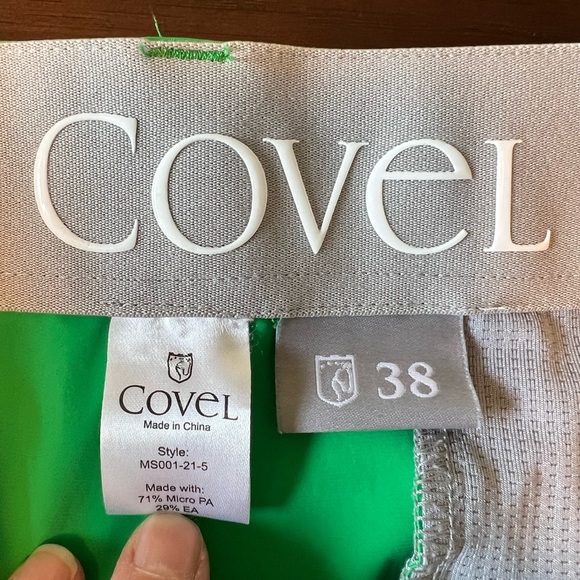 COVEL
COVEL
Made in China
Style:
MS001-21-5
Made with:
71% Micro PA
29% EA
38